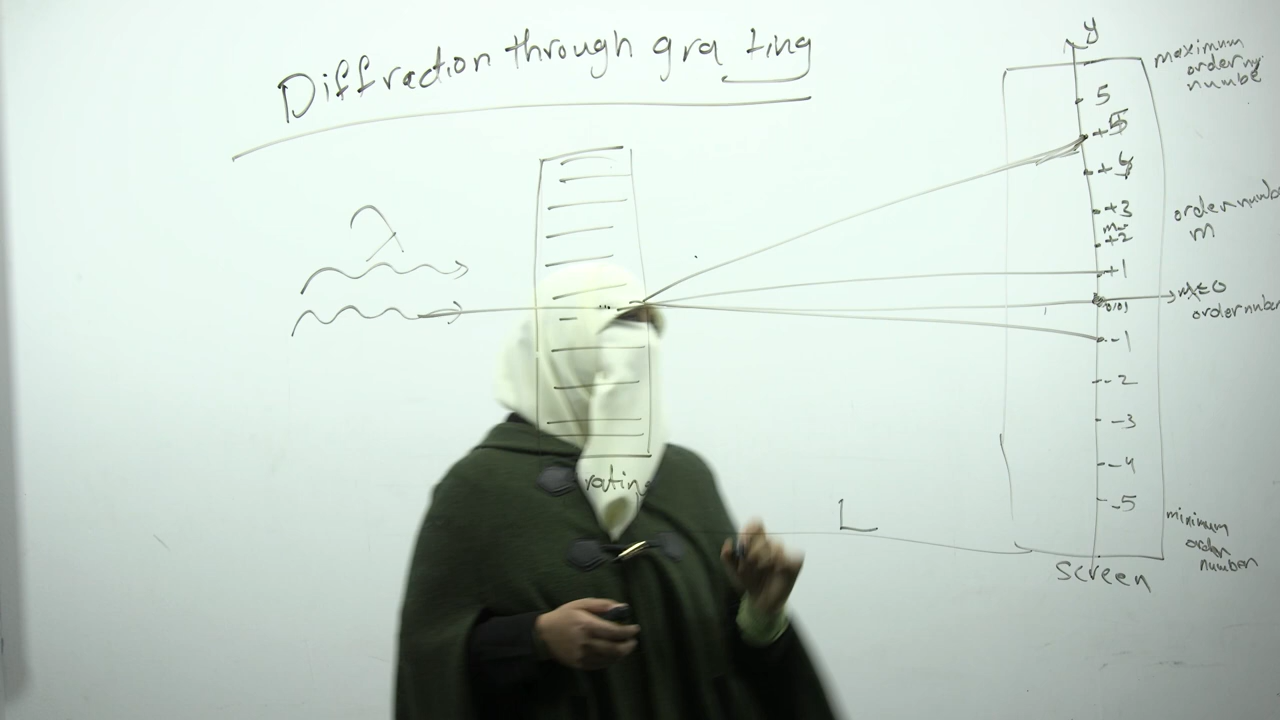 Diffraction through grating
y
maximum
order
numbe
5
+5
+4
+3
+2
+1
order number
m
m=0
order number
-1
-2
-3
-4
-5
λ
L
minimum
order
number
screen